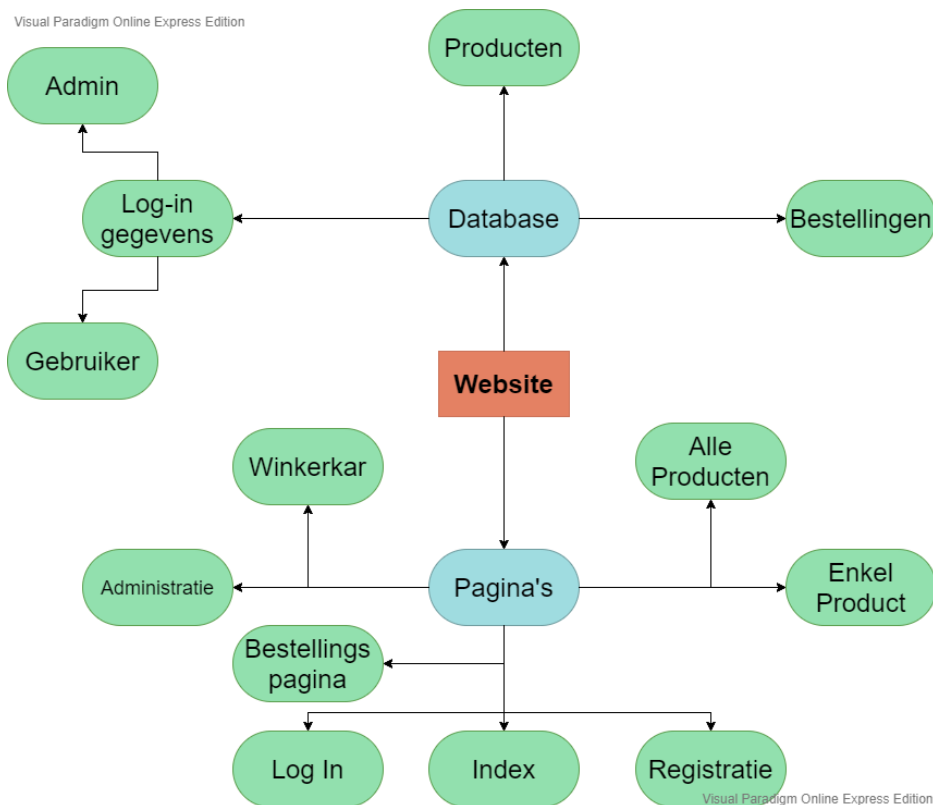 Visual Paradigm Online Express Edition
Producten
Admin
Log-in
gegevens
Database
Bestellingen
Gebruiker
Website
Winkerkar
Alle
Producten
Administratie
Pagina's
Enkel
Product
Bestellings
pagina
Log In
Index
Registratie
Visual Paradigm Online Express Edition